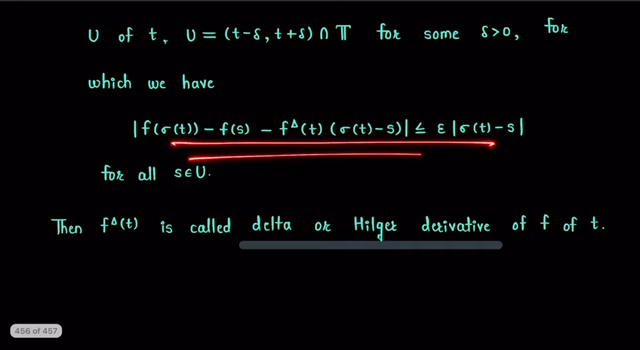 U of t, U = (t-δ, t+δ) ∩ 𝕋 for some δ>0, for
which we have
|f(σ(t)) - f(s) - f^Δ(t) (σ(t)-s)| ≤ ε |σ(t)-s|
for all s∈U.
Then f^Δ(t) is called delta or Hilger derivative of f of t.
456 of 457